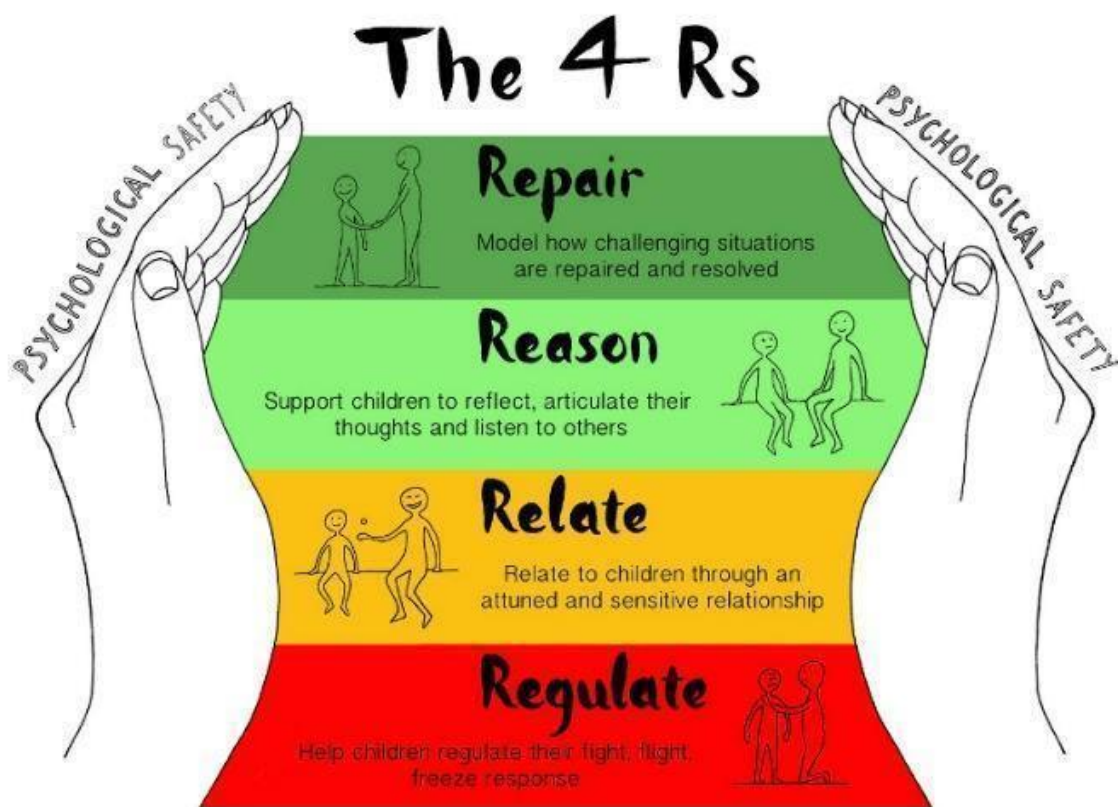 The 4 Rs
PSYCHOLOGICAL SAFETY
PSYCHOLOGICAL SAFETY
Repair
Model how challenging situations
are repaired and resolved
Reason
Support children to reflect, articulate their
thoughts and listen to others
Relate
Relate to children through an
attuned and sensitive relationship
Regulate
Help children regulate their fight, flight,
freeze response